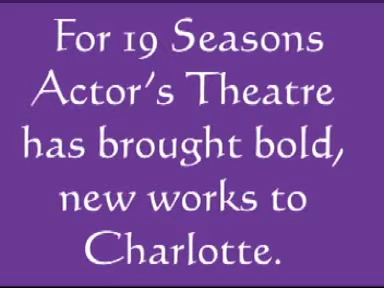 For 19 Seasons
Actor's Theatre
has brought bold,
new works to
Charlotte.